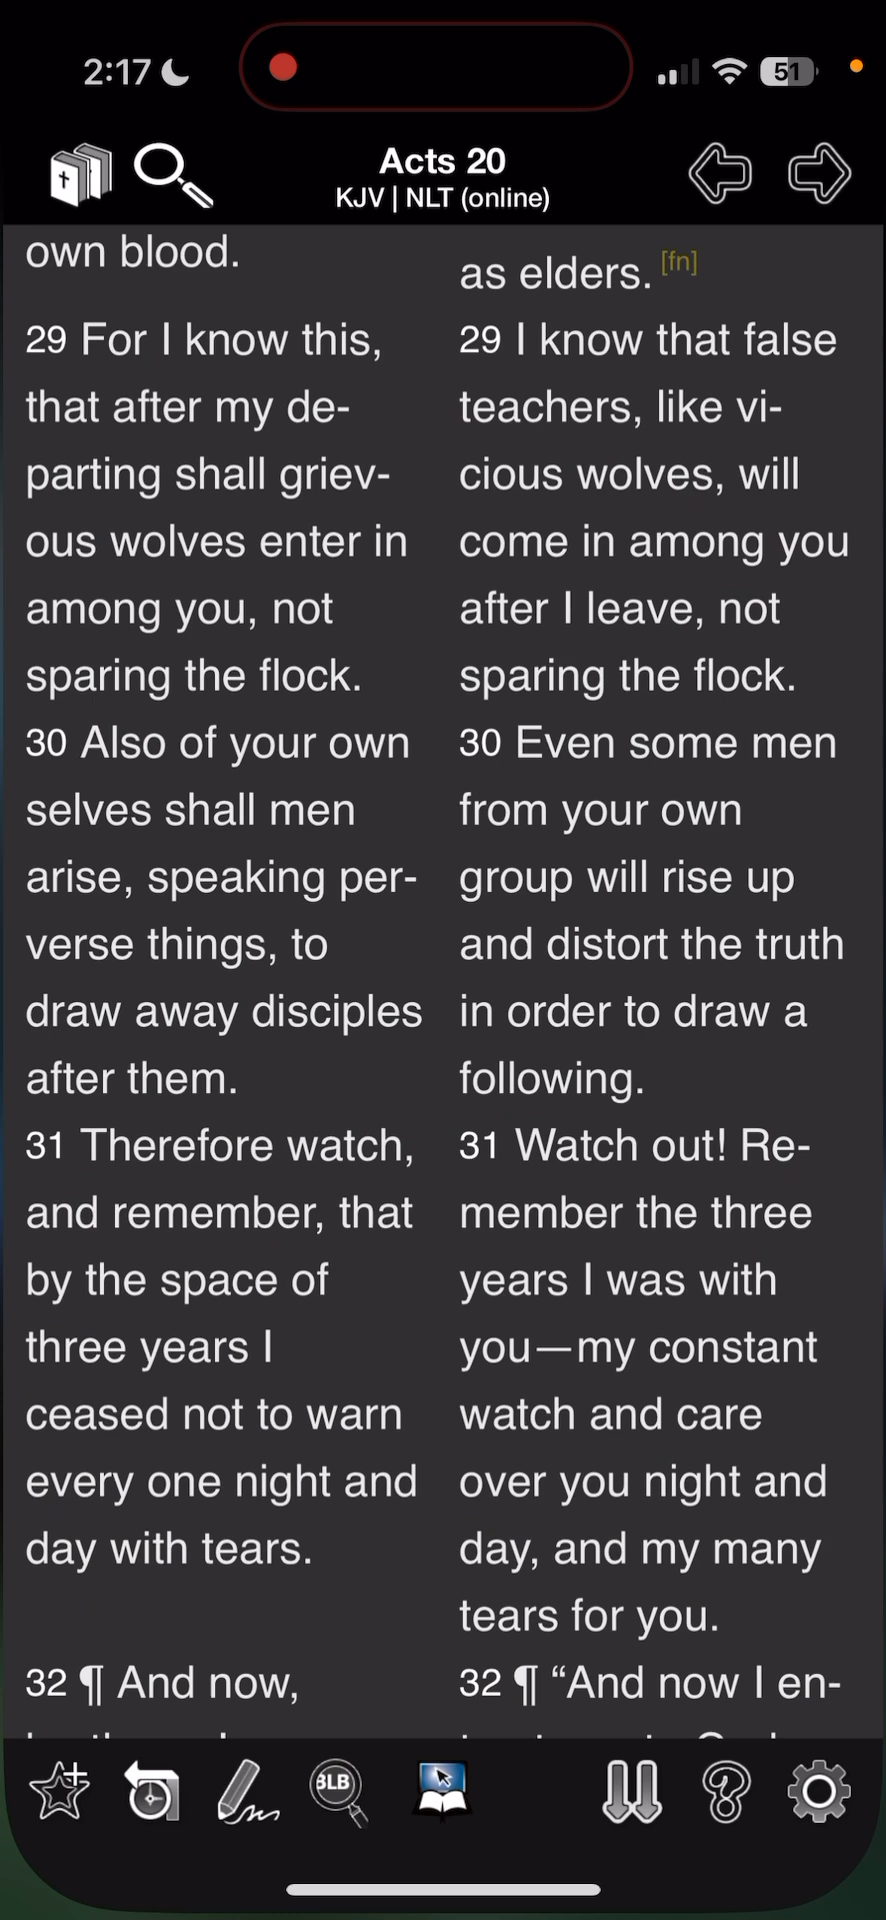 2:17
51
Acts 20
KJV | NLT (online)
own blood.
29 For I know this,
that after my de-
parting shall griev-
ous wolves enter in
among you, not
sparing the flock.
30 Also of your own
selves shall men
arise, speaking per-
verse things, to
draw away disciples
after them.
31 Therefore watch,
and remember, that
by the space of
three years I
ceased not to warn
every one night and
day with tears.
32 ¶ And now,
as elders. [fn]
29 I know that false
teachers, like vi-
cious wolves, will
come in among you
after I leave, not
sparing the flock.
30 Even some men
from your own
group will rise up
and distort the truth
in order to draw a
following.
31 Watch out! Re-
member the three
years I was with
you—my constant
watch and care
over you night and
day, and my many
tears for you.
32 ¶ “And now I en-
BLB